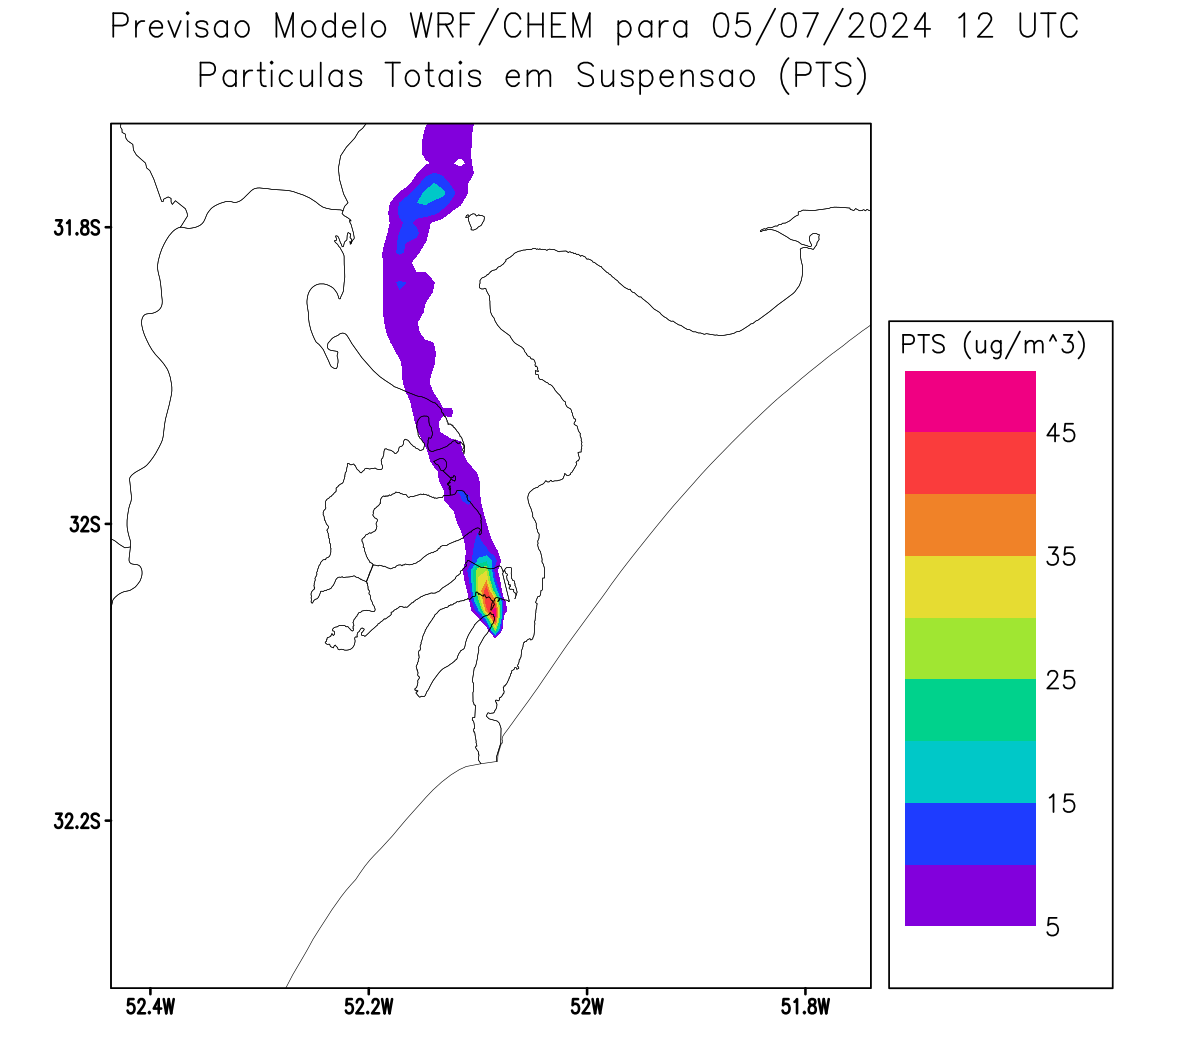 Previsao Modelo WRF/CHEM para 05/07/2024 12 UTC
Particulas Totais em Suspensao (PTS)
31.8S
32S
32.2S
52.4W
52.2W
52W
51.8W
PTS (ug/m^3)
45
35
25
15
5